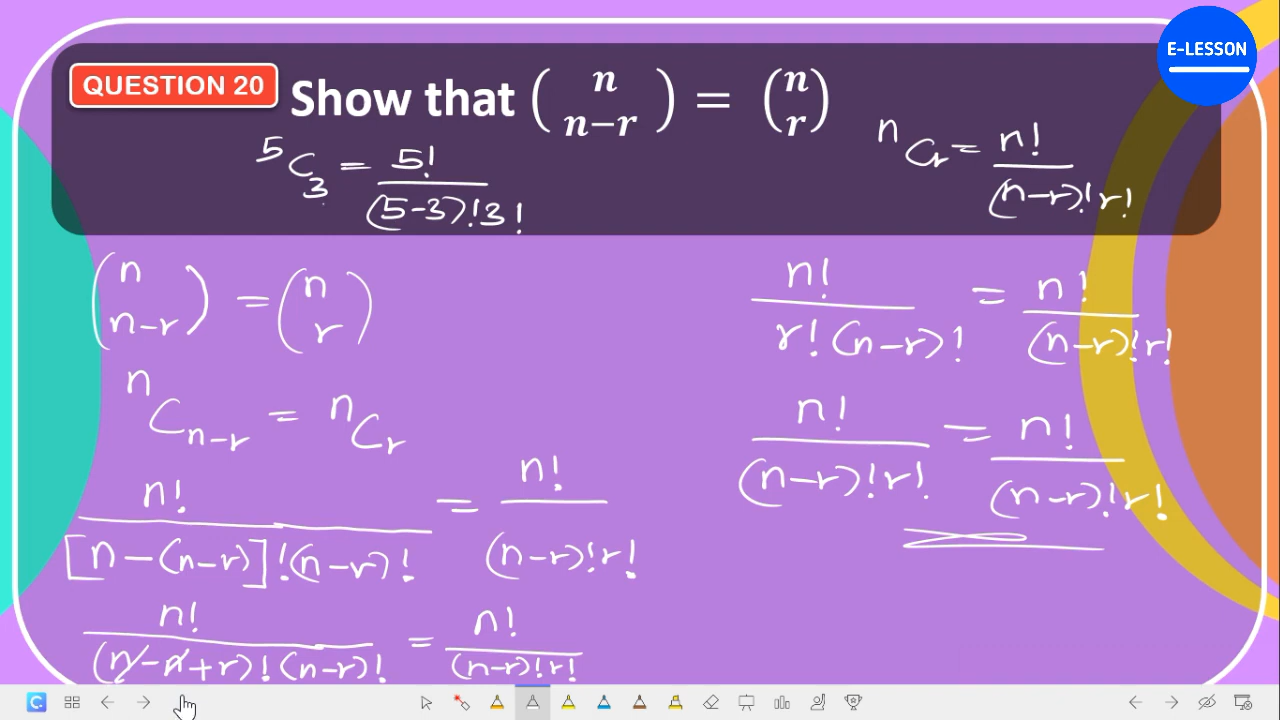 E-LESSON
QUESTION 20
Show that (n n−r) = (n r)
⁵C₃ = 5! / (5-3)!3!
ⁿCᵣ = n! / (n-r)!r!
(n n-r) = (n r)
ⁿCₙ₋ᵣ = ⁿCᵣ
n! / [n-(n-r)]!(n-r)! = n! / (n-r)!r!
n! / (n-n+r)!(n-r)! = n! / (n-r)!r!
n! / r!(n-r)! = n! / (n-r)!r!
n! / (n-r)!r! = n! / (n-r)!r!